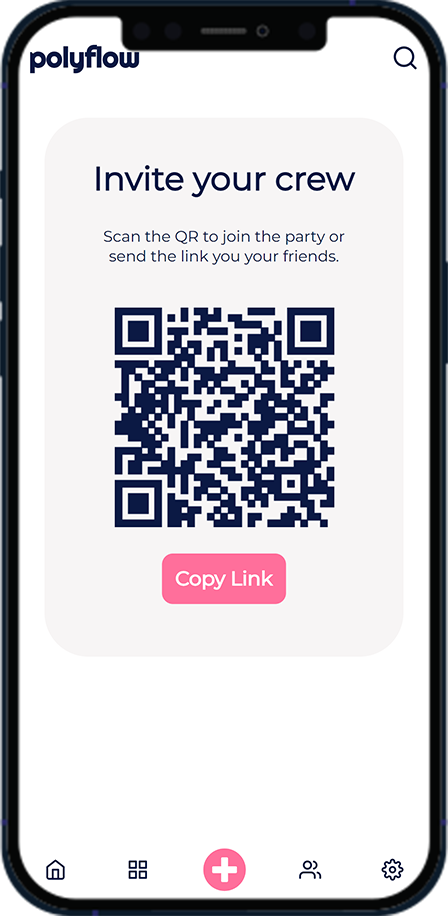 polyflow
Invite your crew
Scan the QR to join the party or
send the link you your friends.
Copy Link